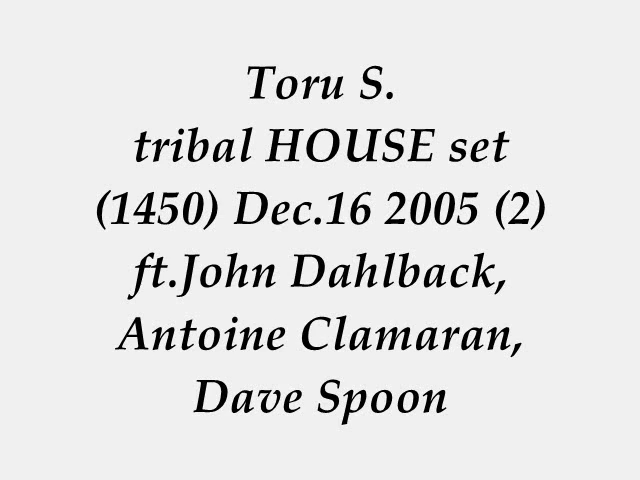 Toru S.
tribal HOUSE set
(1450) Dec.16 2005 (2)
ft.John Dahlback,
Antoine Clamaran,
Dave Spoon